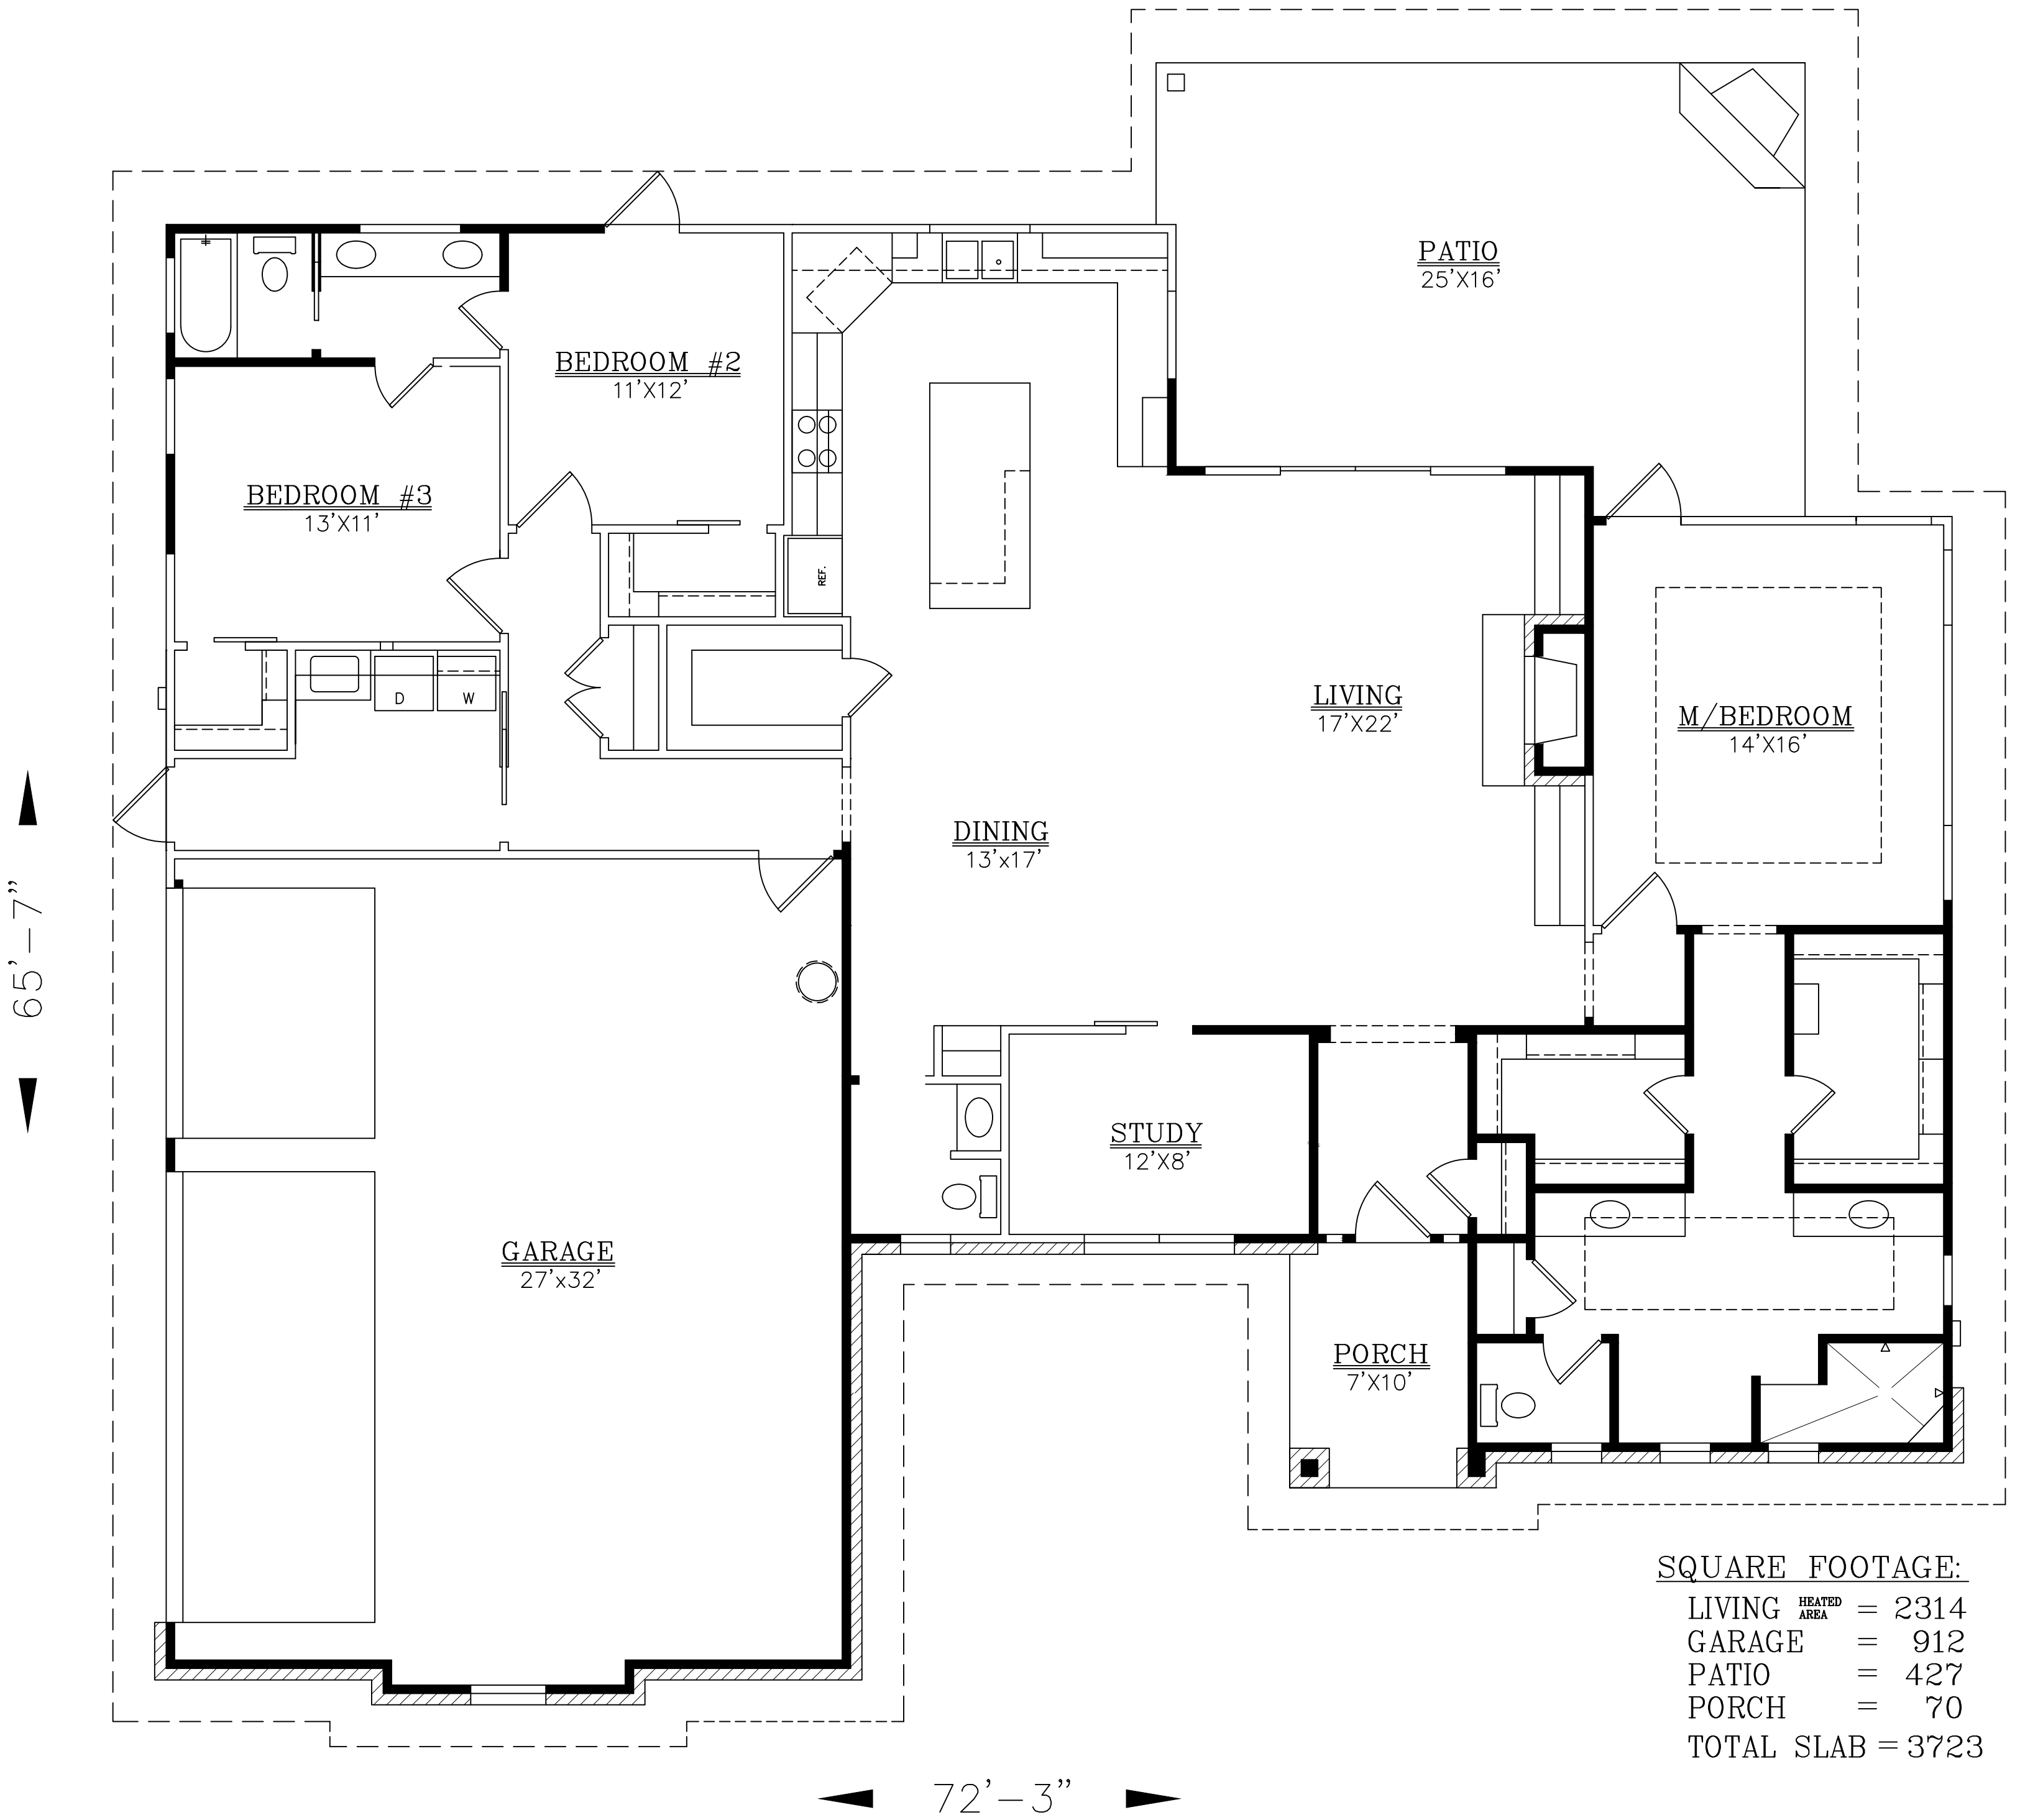 PATIO
25'X16'
BEDROOM #2
11'X12'
BEDROOM #3
13'X11'
REF.
D
W
LIVING
17'X22'
M/BEDROOM
14'X16'
DINING
13'x17'
65'-7"
STUDY
12'X8'
GARAGE
27'x32'
PORCH
7'X10'
SQUARE FOOTAGE:
LIVING HEATED AREA = 2314
GARAGE = 912
PATIO = 427
PORCH = 70
TOTAL SLAB = 3723
72'-3"